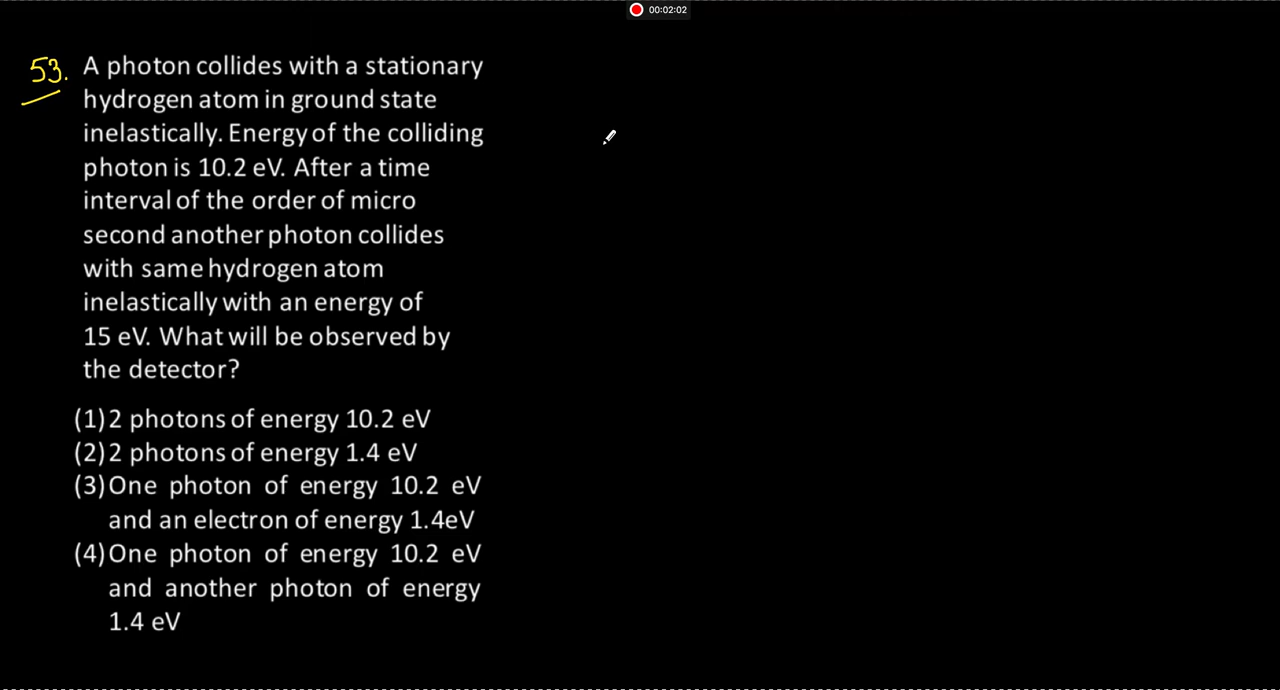 00:02:02
53. A photon collides with a stationary
hydrogen atom in ground state
inelastically. Energy of the colliding
photon is 10.2 eV. After a time
interval of the order of micro
second another photon collides
with same hydrogen atom
inelastically with an energy of
15 eV. What will be observed by
the detector?
(1) 2 photons of energy 10.2 eV
(2) 2 photons of energy 1.4 eV
(3) One photon of energy 10.2 eV
and an electron of energy 1.4eV
(4) One photon of energy 10.2 eV
and another photon of energy
1.4 eV